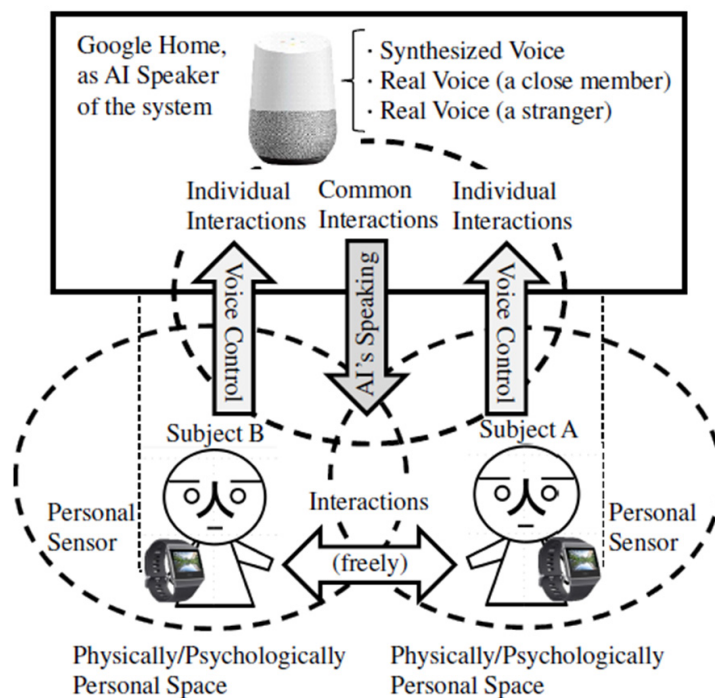 Google Home,
as AI Speaker
of the system
· Synthesized Voice
· Real Voice (a close member)
· Real Voice (a stranger)
Individual
Interactions
Common
Interactions
Individual
Interactions
Voice Control
AI's Speaking
Voice Control
Subject B
Subject A
Personal
Sensor
Interactions
(freely)
Personal
Sensor
Physically/Psychologically
Personal Space
Physically/Psychologically
Personal Space